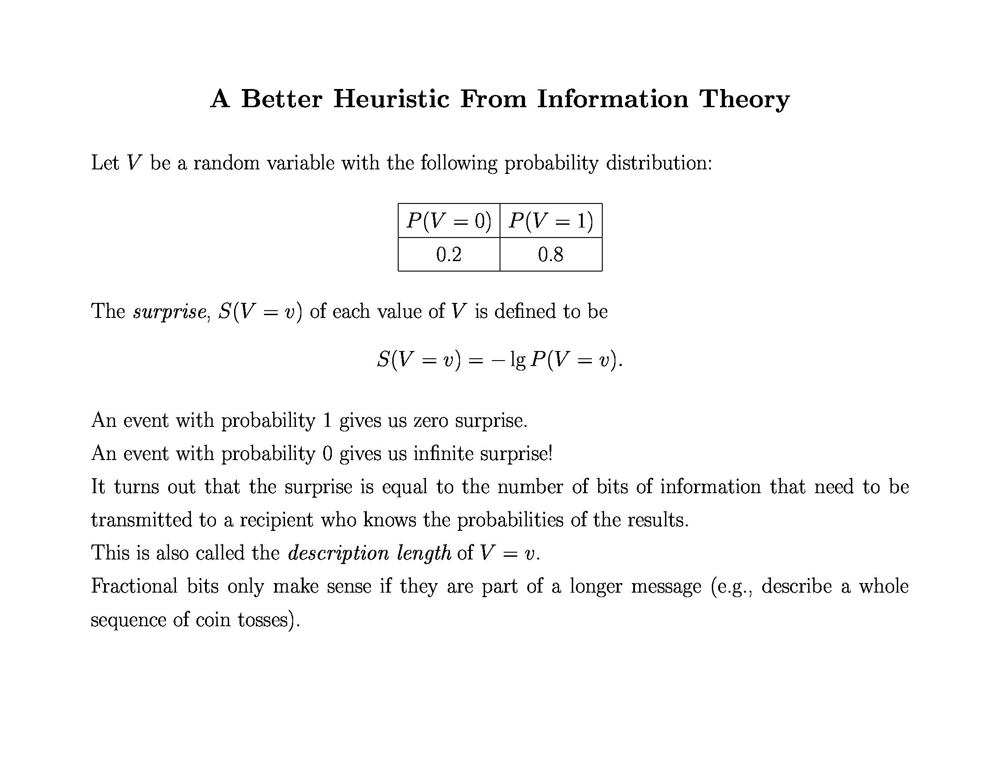 A Better Heuristic From Information Theory
Let V be a random variable with the following probability distribution:
P(V = 0) P(V = 1)
0.2 0.8
The surprise, S(V = v) of each value of V is defined to be
S(V = v) = − lg P(V = v).
An event with probability 1 gives us zero surprise.
An event with probability 0 gives us infinite surprise!
It turns out that the surprise is equal to the number of bits of information that need to be
transmitted to a recipient who knows the probabilities of the results.
This is also called the description length of V = v.
Fractional bits only make sense if they are part of a longer message (e.g., describe a whole
sequence of coin tosses).